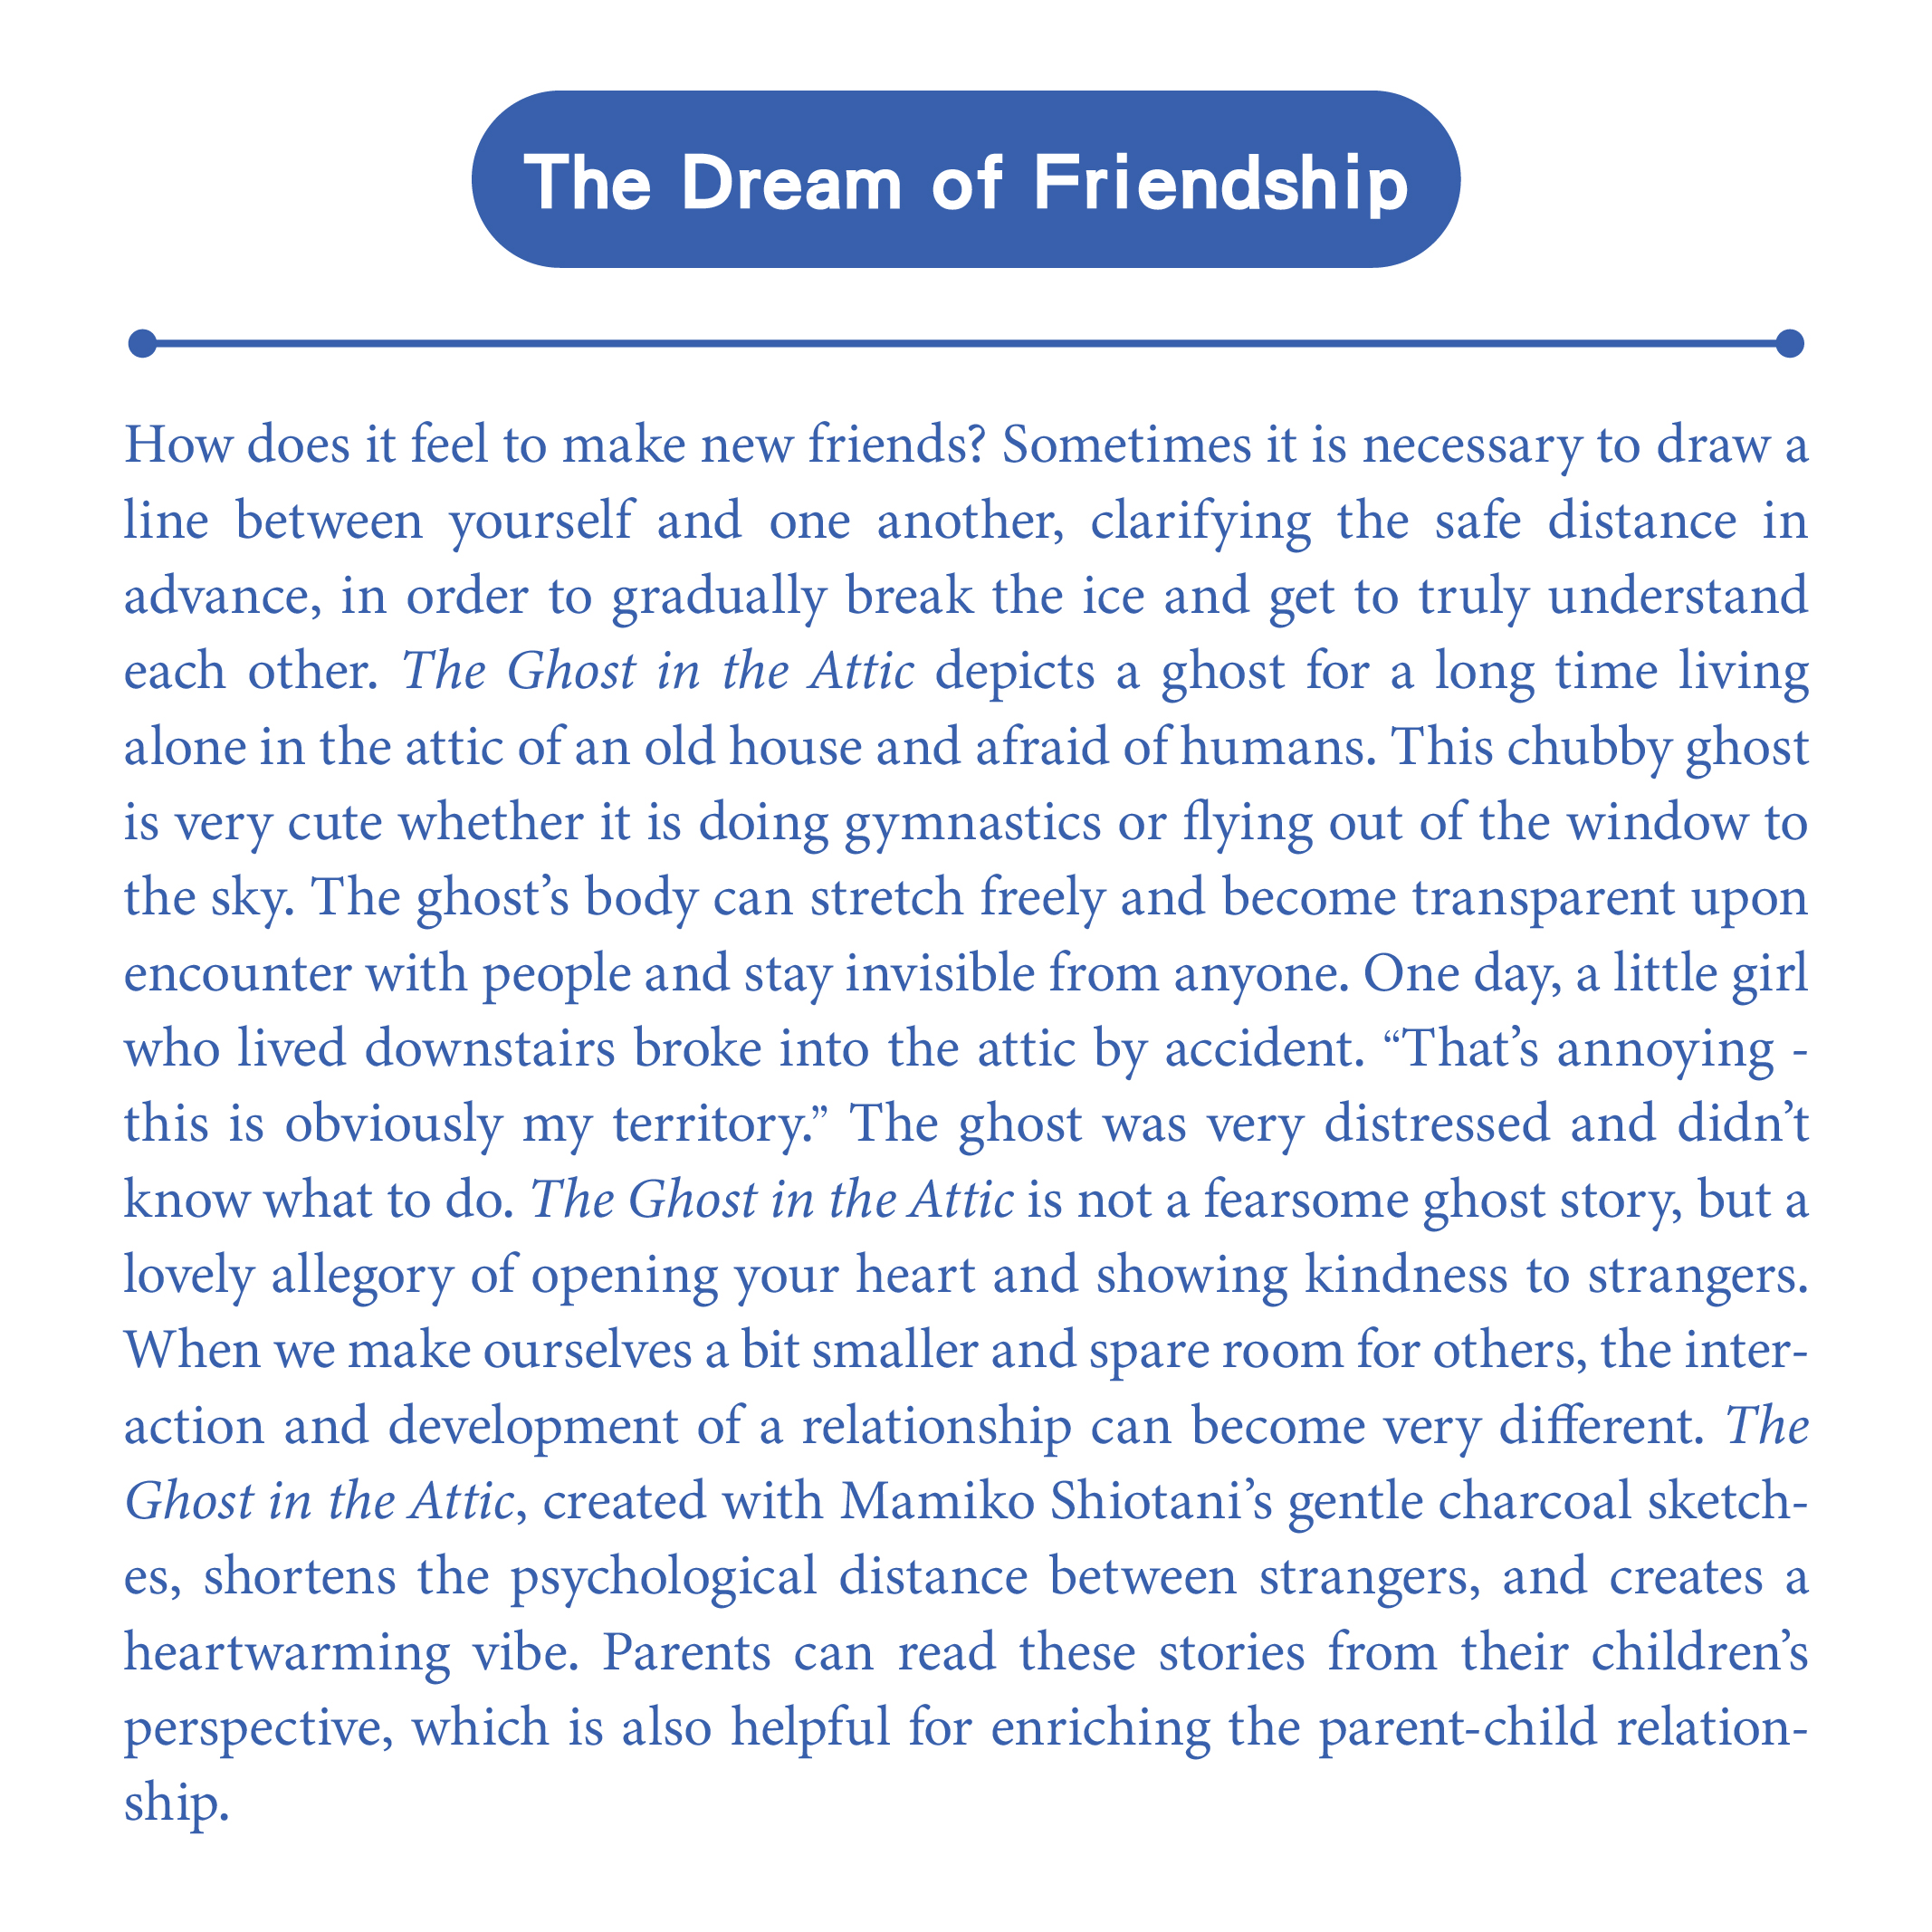 The Dream of Friendship
How does it feel to make new friends? Sometimes it is necessary to draw a
line between yourself and one another, clarifying the safe distance in
advance, in order to gradually break the ice and get to truly understand
each other. The Ghost in the Attic depicts a ghost for a long time living
alone in the attic of an old house and afraid of humans. This chubby ghost
is very cute whether it is doing gymnastics or flying out of the window to
the sky. The ghost’s body can stretch freely and become transparent upon
encounter with people and stay invisible from anyone. One day, a little girl
who lived downstairs broke into the attic by accident. “That’s annoying -
this is obviously my territory.” The ghost was very distressed and didn’t
know what to do. The Ghost in the Attic is not a fearsome ghost story, but a
lovely allegory of opening your heart and showing kindness to strangers.
When we make ourselves a bit smaller and spare room for others, the inter-
action and development of a relationship can become very different. The
Ghost in the Attic, created with Mamiko Shiotani’s gentle charcoal sketch-
es, shortens the psychological distance between strangers, and creates a
heartwarming vibe. Parents can read these stories from their children’s
perspective, which is also helpful for enriching the parent-child relation-
ship.